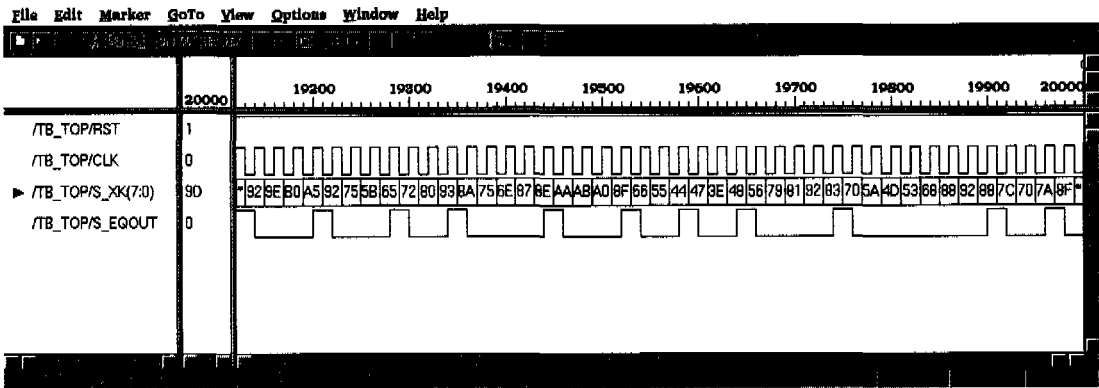 File Edit Marker GoTo View Options Window Help
20000 19200 19300 19400 19500 19600 19700 19800 19900 20000
/TB_TOP/RST 1
/TB_TOP/CLK 0
/TB_TOP/S_XK(7:0) 9D * 92 9E B0 A5 92 75 5B 65 72 80 93 8A 75 6E 87 8E AA AB A0 8F 66 55 44 47 3E 48 56 79 81 92 83 70 5A 4D 53 68 88 92 88 7C 70 7A 8F *
/TB_TOP/S_EQOUT 0